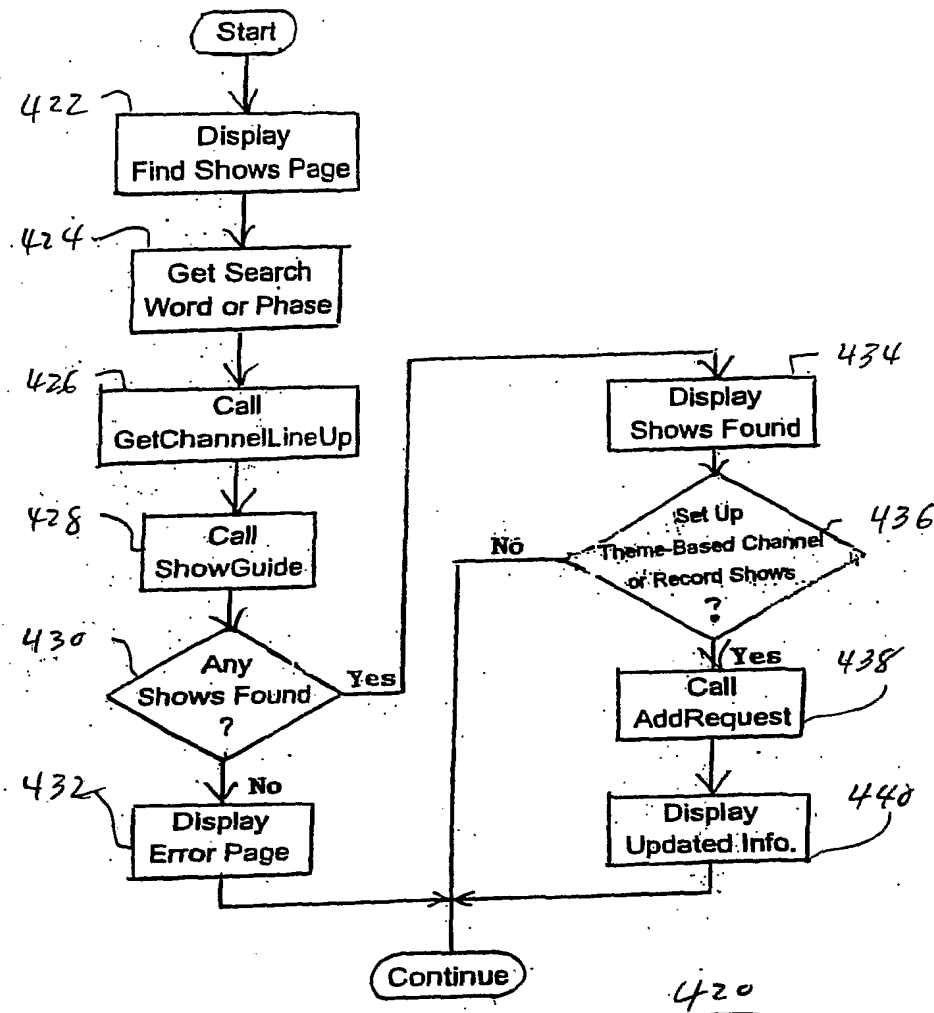 Start
422
Display
Find Shows Page
424
Get Search
Word or Phase
426
Call
GetChannelLineUp
428
Call
ShowGuide
430
Any
Shows Found
?
Yes
No
432
Display
Error Page
434
Display
Shows Found
436
Set Up
Theme-Based Channel
or Record Shows
?
No
Yes
438
Call
AddRequest
440
Display
Updated Info.
Continue
420